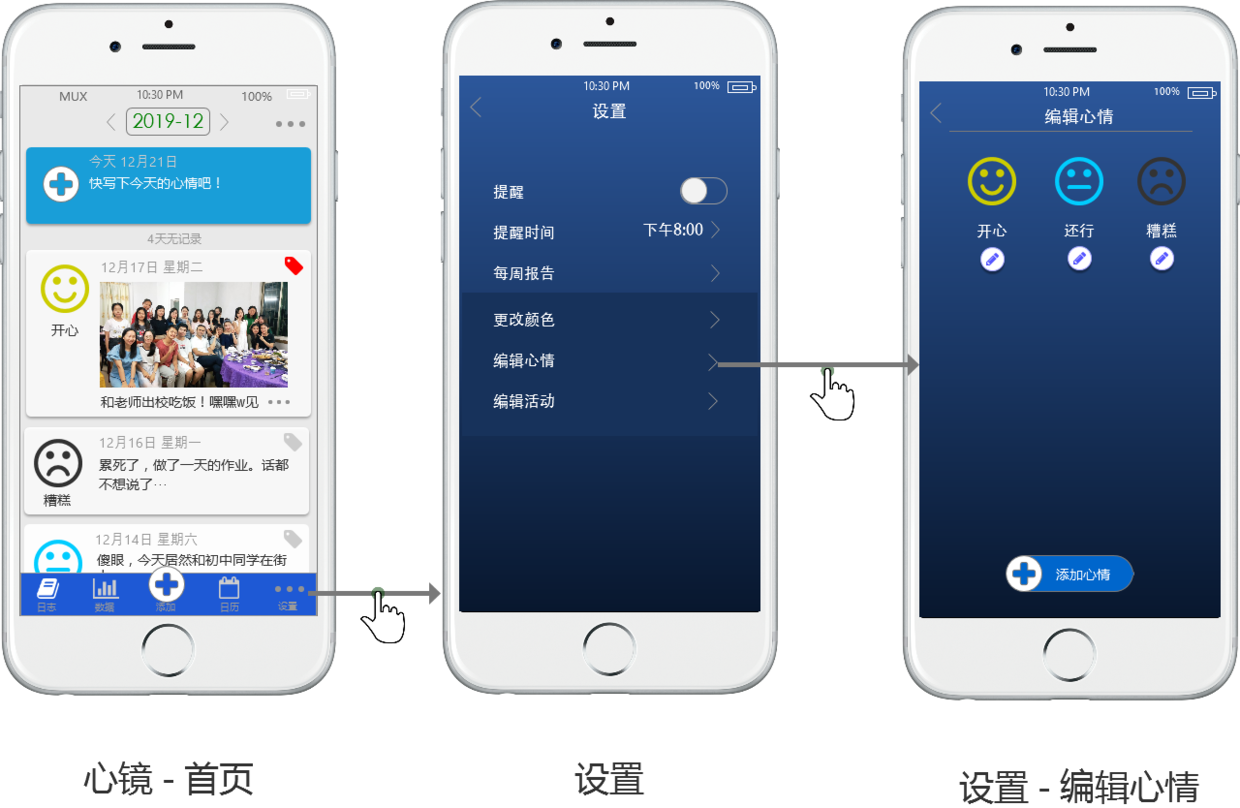 MUX 10:30 PM 100%
2019-12
今天 12月21日
快写下今天的心情吧！
4天无记录
12月17日 星期二
开心
和老师出校吃饭！嘿嘿w见
12月16日 星期一
累死了，做了一天的作业。话都
不想说了…
糟糕
12月14日 星期六
傻眼，今天居然和初中同学在街
日志 数据 添加 日历 设置
心镜 - 首页
10:30 PM 100%
设置
提醒
提醒时间 下午8:00
每周报告
更改颜色
编辑心情
编辑活动
设置
10:30 PM 100%
编辑心情
开心 还行 糟糕
添加心情
设置 - 编辑心情